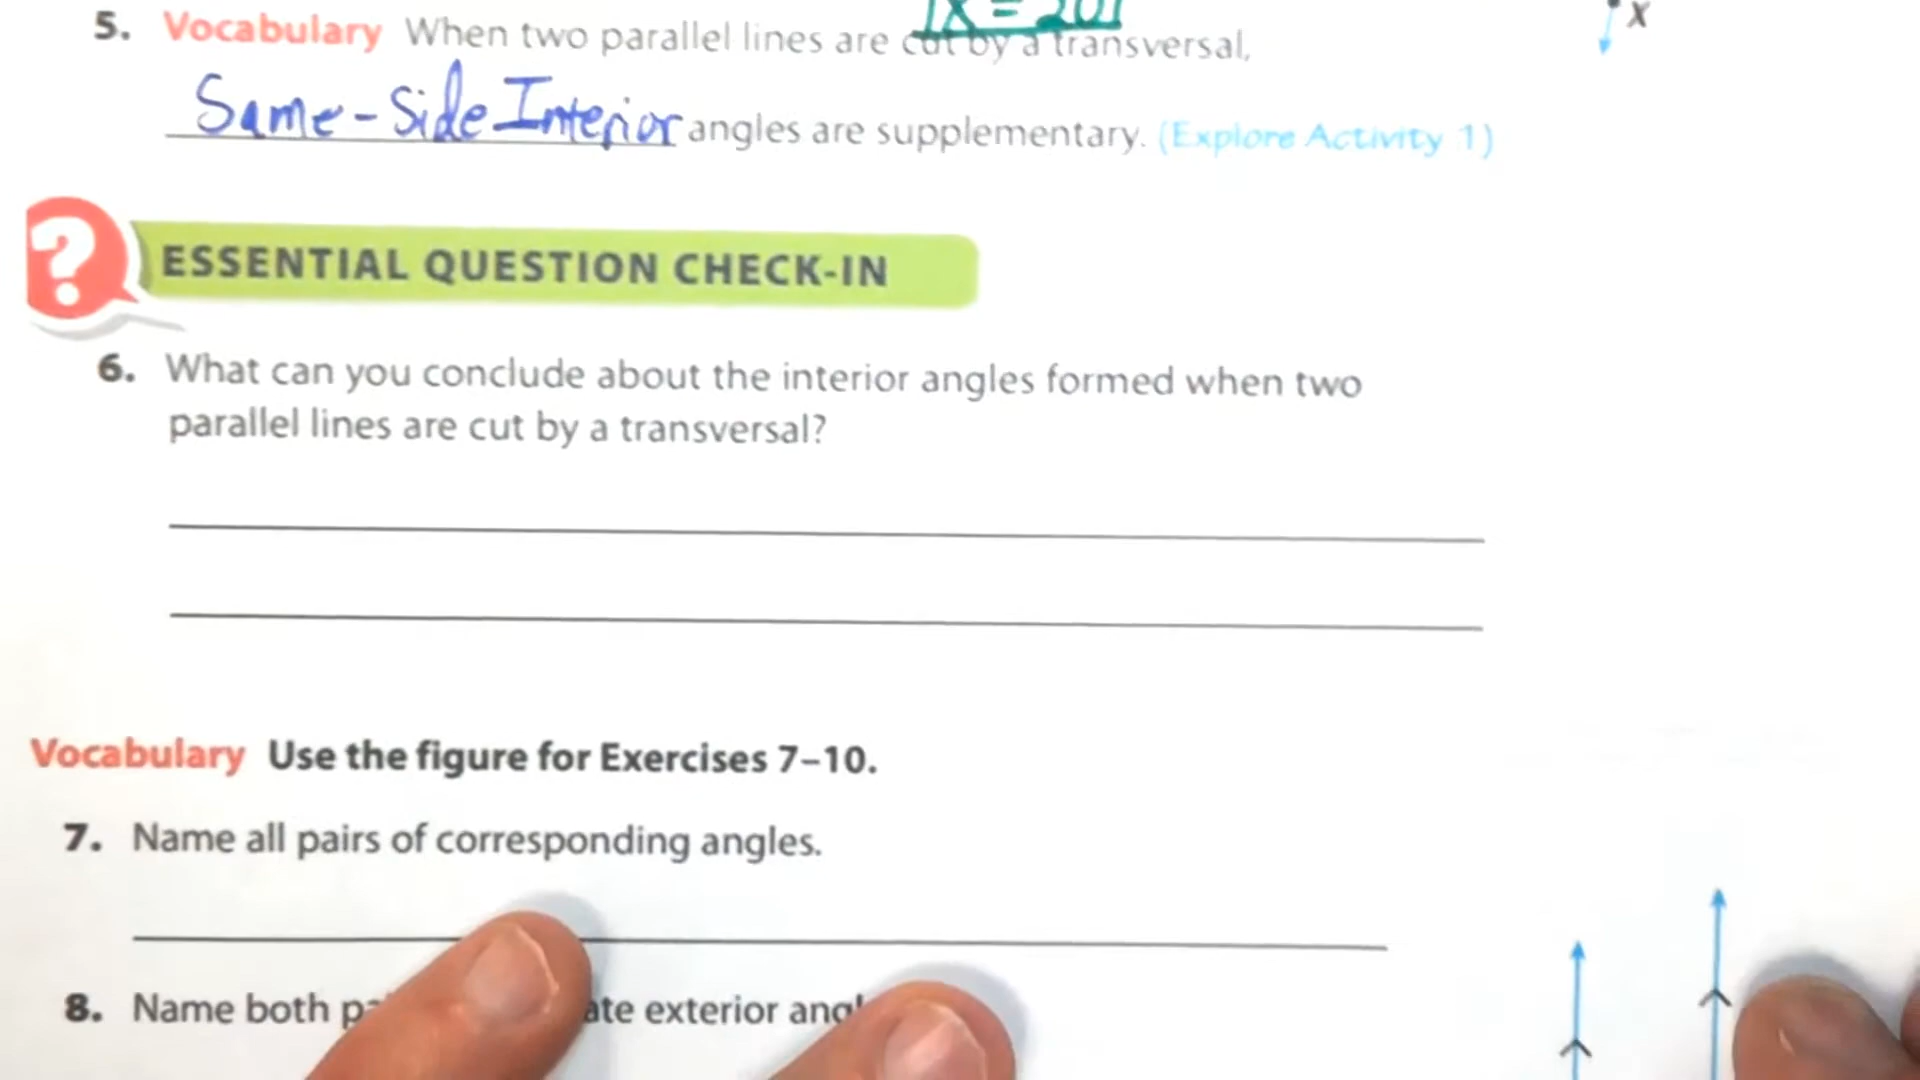 x = 20
x
5. Vocabulary When two parallel lines are cut by a transversal,
Same-Side Interior angles are supplementary. (Explore Activity 1)
?
ESSENTIAL QUESTION CHECK-IN
6. What can you conclude about the interior angles formed when two
parallel lines are cut by a transversal?
Vocabulary Use the figure for Exercises 7–10.
7. Name all pairs of corresponding angles.
8. Name both exterior